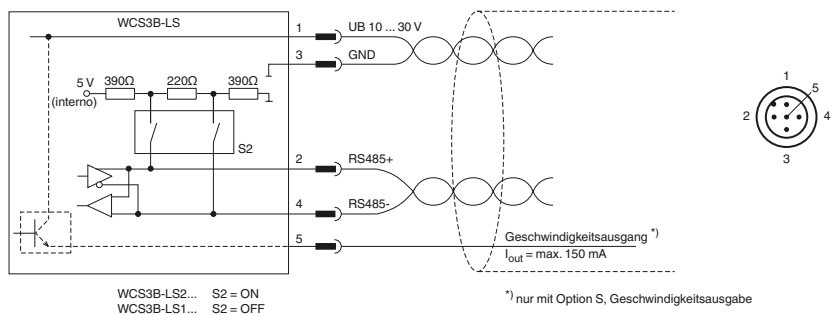 WCS3B-LS
1
UB 10 ... 30 V
3
GND
5 V
(interno)
390Ω
220Ω
390Ω
S2
2
RS485+
4
RS485-
5
Geschwindigkeitsausgang *)
Iout = max. 150 mA
1
5
2
4
3
WCS3B-LS2... S2 = ON
WCS3B-LS1... S2 = OFF
*) nur mit Option S, Geschwindigkeitsausgabe